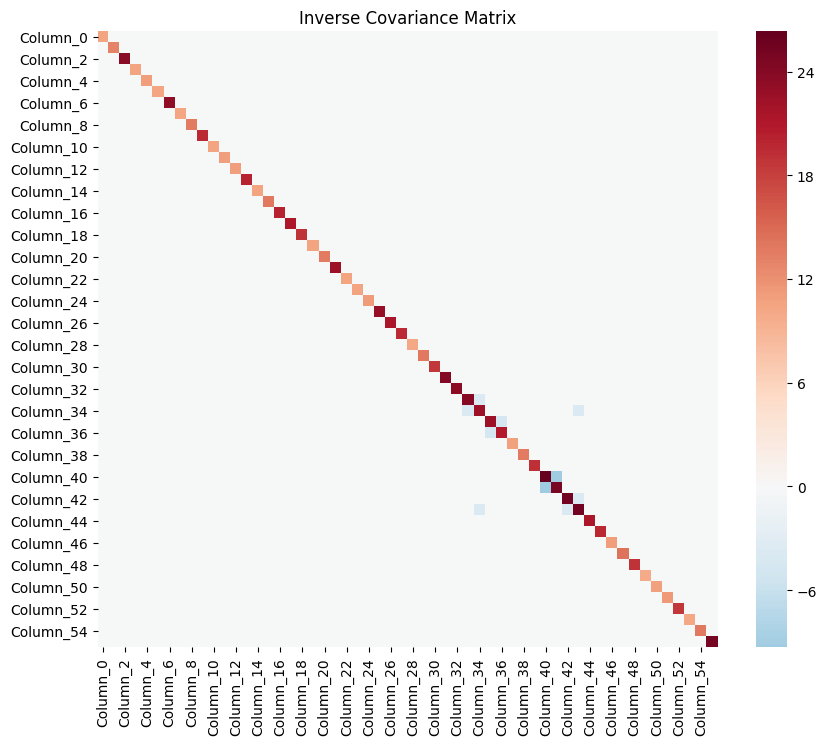 Inverse Covariance Matrix
Column_0
Column_2
Column_4
Column_6
Column_8
Column_10
Column_12
Column_14
Column_16
Column_18
Column_20
Column_22
Column_24
Column_26
Column_28
Column_30
Column_32
Column_34
Column_36
Column_38
Column_40
Column_42
Column_44
Column_46
Column_48
Column_50
Column_52
Column_54
Column_0
Column_2
Column_4
Column_6
Column_8
Column_10
Column_12
Column_14
Column_16
Column_18
Column_20
Column_22
Column_24
Column_26
Column_28
Column_30
Column_32
Column_34
Column_36
Column_38
Column_40
Column_42
Column_44
Column_46
Column_48
Column_50
Column_52
Column_54
24
18
12
6
0
−6